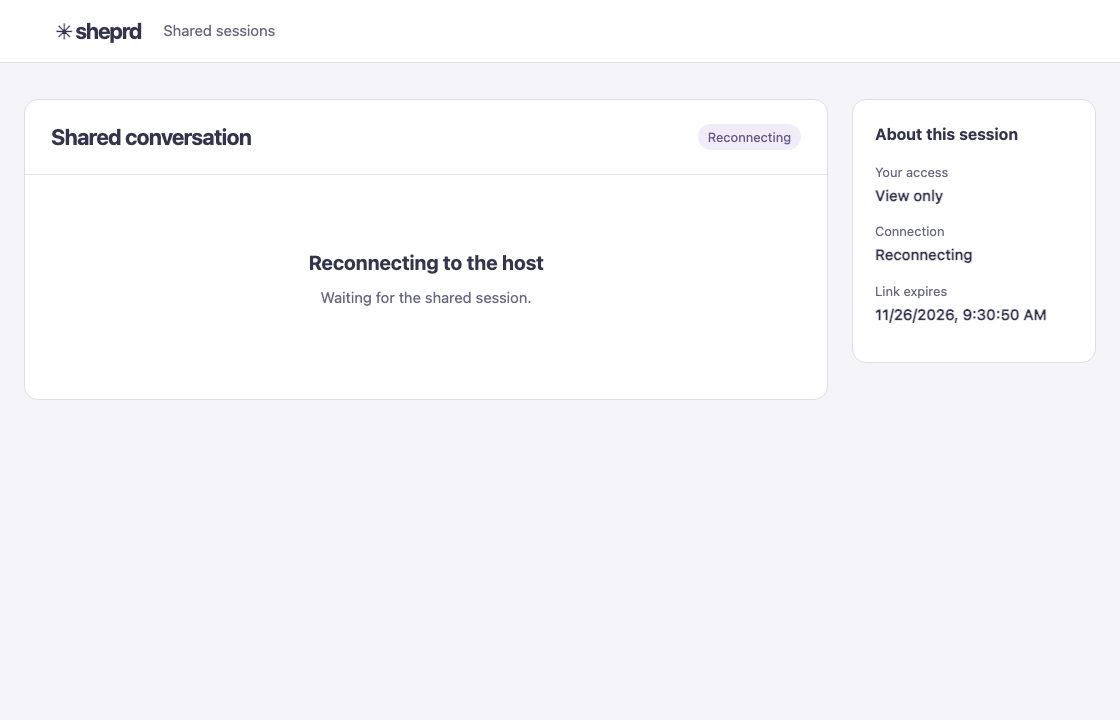 sheprd
Shared sessions
Shared conversation
Reconnecting
Reconnecting to the host
Waiting for the shared session.
About this session
Your access
View only
Connection
Reconnecting
Link expires
11/26/2026, 9:30:50 AM